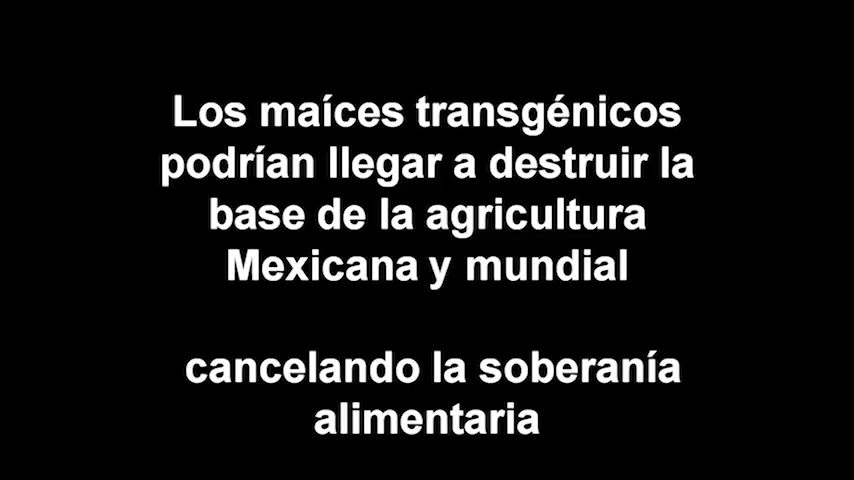 Los maíces transgénicos
podrían llegar a destruir la
base de la agricultura
Mexicana y mundial
cancelando la soberanía
alimentaria